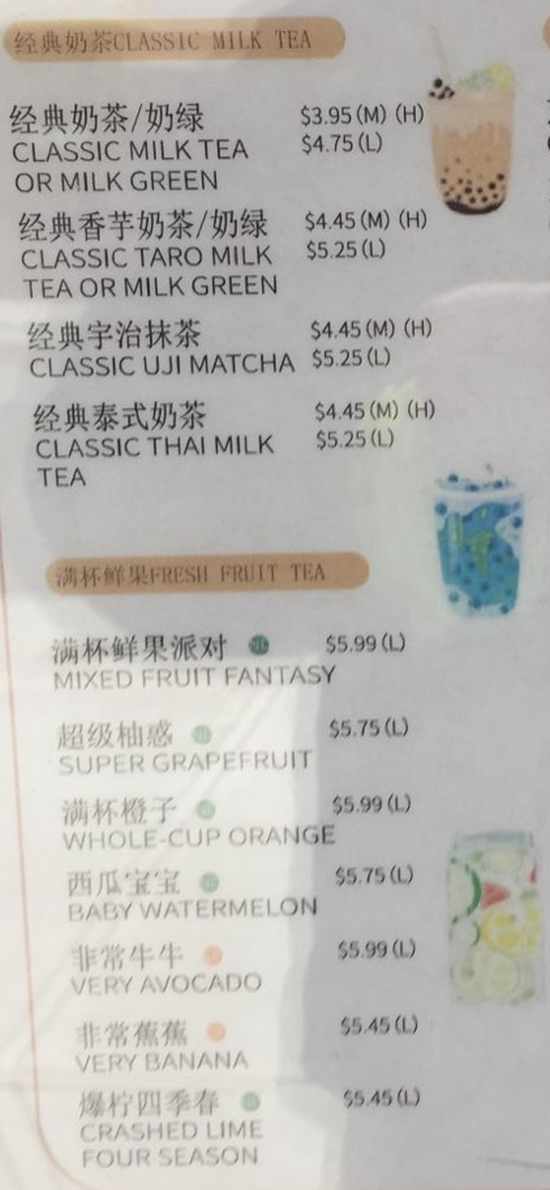 经典奶茶CLASSIC MILK TEA
经典奶茶/奶绿 $3.95(M) (H)
CLASSIC MILK TEA $4.75(L)
OR MILK GREEN
经典香芋奶茶/奶绿 $4.45(M) (H)
CLASSIC TARO MILK $5.25(L)
TEA OR MILK GREEN
经典宇治抹茶 $4.45(M) (H)
CLASSIC UJI MATCHA $5.25(L)
经典泰式奶茶 $4.45(M) (H)
CLASSIC THAI MILK $5.25(L)
TEA
满杯鲜果FRESH FRUIT TEA
满杯鲜果派对 $5.99(L)
MIXED FRUIT FANTASY
超级柚惑 $5.75(L)
SUPER GRAPEFRUIT
满杯橙子 $5.99(L)
WHOLE-CUP ORANGE
西瓜宝宝 $5.75(L)
BABY WATERMELON
非常牛牛 $5.99(L)
VERY AVOCADO
非常蕉蕉 $5.45(L)
VERY BANANA
爆柠四季春 $5.45(L)
CRASHED LIME
FOUR SEASON